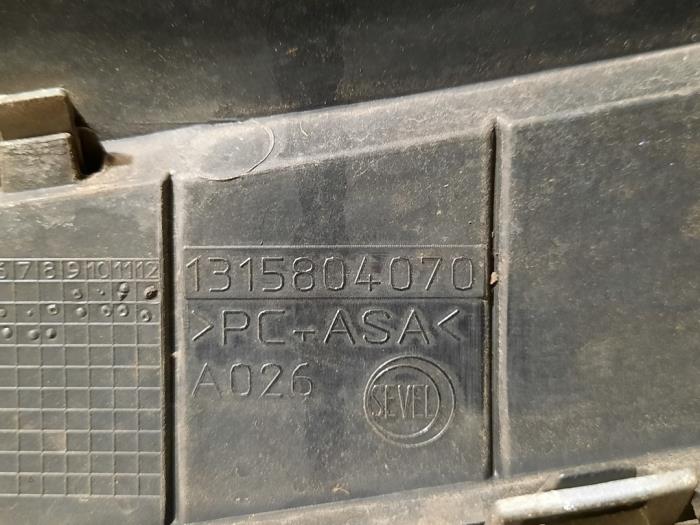 6 7 8 9 10 11 12
1315804070
>PC+ASA<
A026
SEVEL